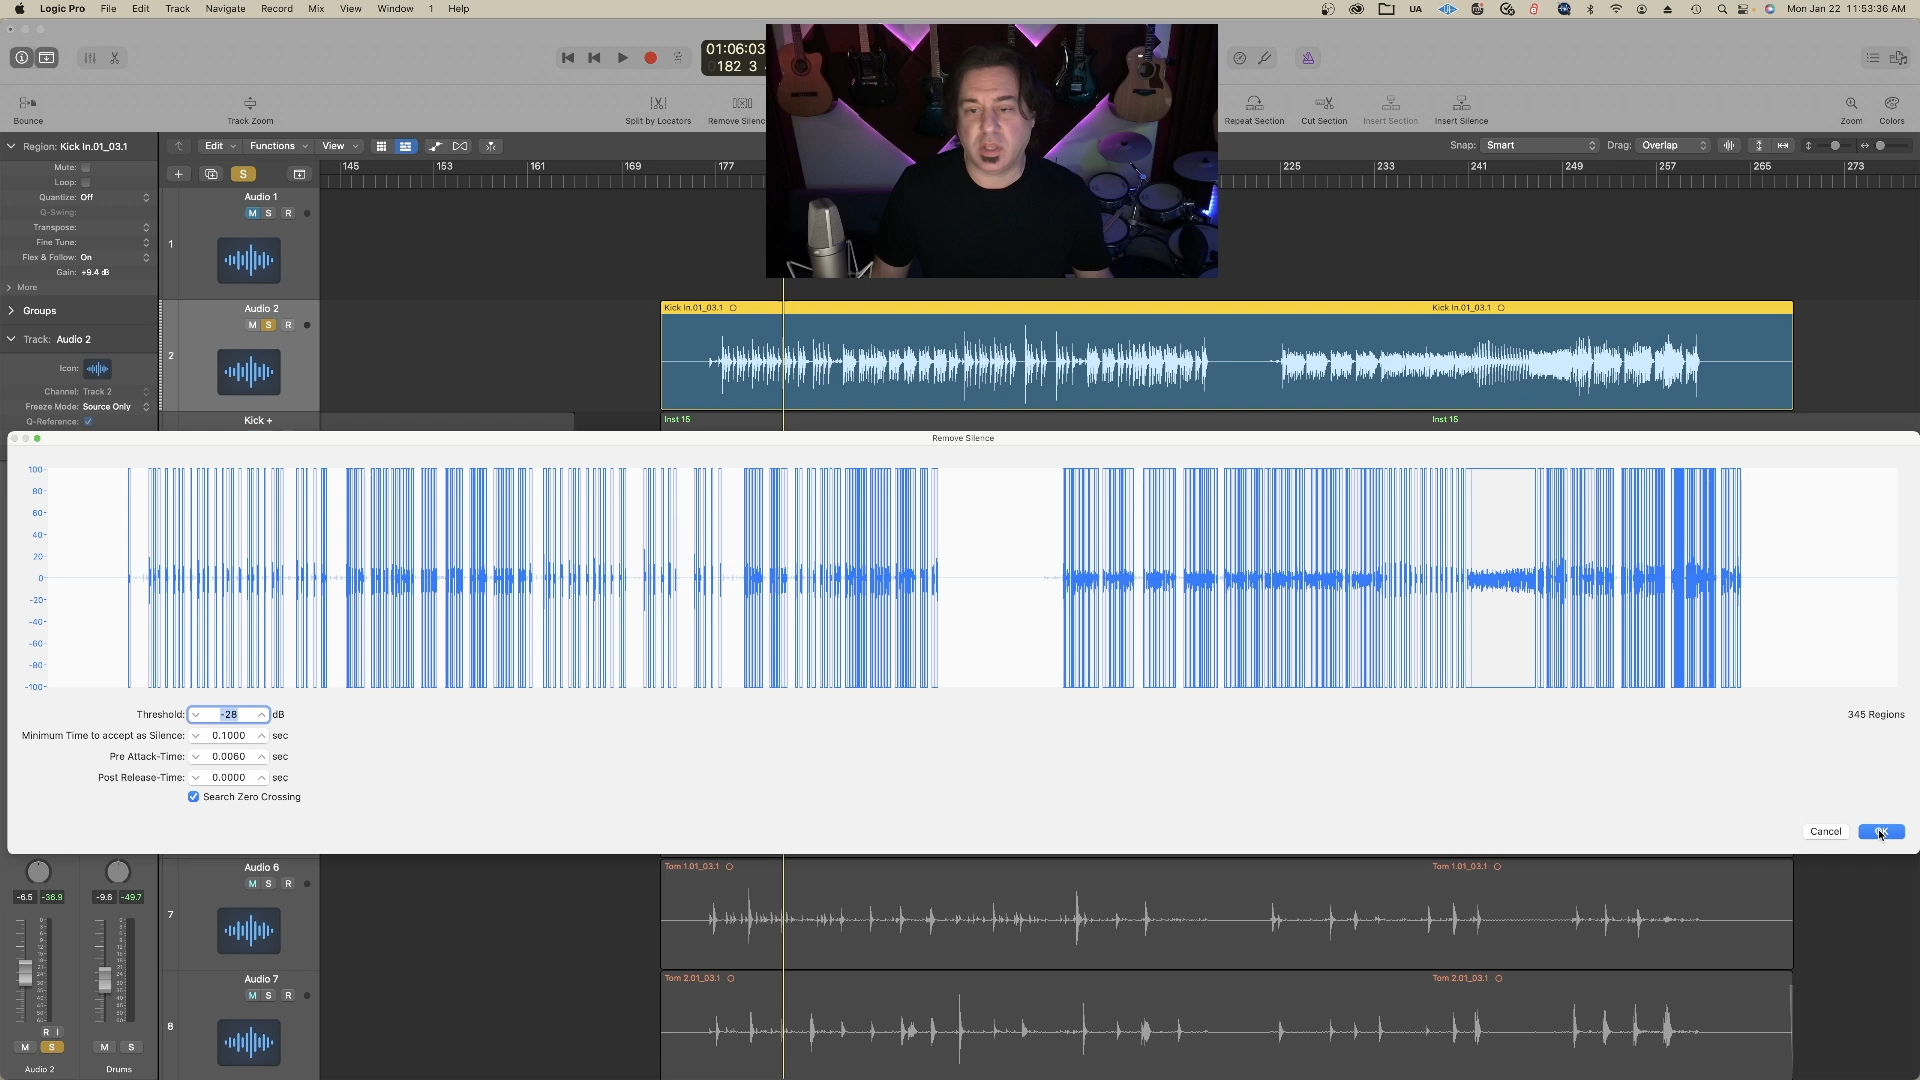 Logic Pro File Edit Track Navigate Record Mix View Window 1 Help
UA
Mon Jan 22 11:53:36 AM
01:06:03
182 3
Bounce
Track Zoom
Split by Locators
Remove Silenc
Repeat Section
Cut Section
Insert Section
Insert Silence
Zoom
Colors
Region: Kick In.01_03.1
Edit
Functions
View
Snap: Smart
Drag: Overlap
Mute:
Loop:
Quantize: Off
Q-Swing:
Transpose:
Fine Tune:
Flex & Follow: On
Gain: +9.4 dB
More
Groups
Track: Audio 2
Icon:
Channel: Track 2
Freeze Mode: Source Only
Q-Reference:
S
145 153 161 169 177 225 233 241 249 257 265 273
Audio 1
M S R
1
Audio 2
M S R
2
Kick In.01_03.1
Kick In.01_03.1
Kick +
Inst 15
Inst 15
Remove Silence
100
80
60
40
20
0
-20
-40
-60
-80
-100
Threshold: -28 dB
345 Regions
Minimum Time to accept as Silence: 0.1000 sec
Pre Attack-Time: 0.0060 sec
Post Release-Time: 0.0000 sec
Search Zero Crossing
Cancel
OK
Audio 6
M S R
7
Tom 1.01_03.1
Tom 1.01_03.1
-6.5 -36.9
-9.6 -49.7
Audio 7
M S R
8
Tom 2.01_03.1
Tom 2.01_03.1
R I
M S
M S
Audio 2
Drums